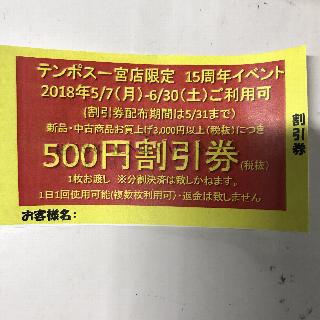 テンポス一宮店限定 15周年イベント
2018年5/7(月)-6/30(土)ご利用可
(割引券配布期間は5/31まで)
新品・中古商品お買上げ3,000円以上(税抜)につき
500円割引券(税抜)
1枚お渡し ※分割決済は致しかねます。
1日1回使用可能(複数枚利用可)・返金は致しません
お客様名:
割引券